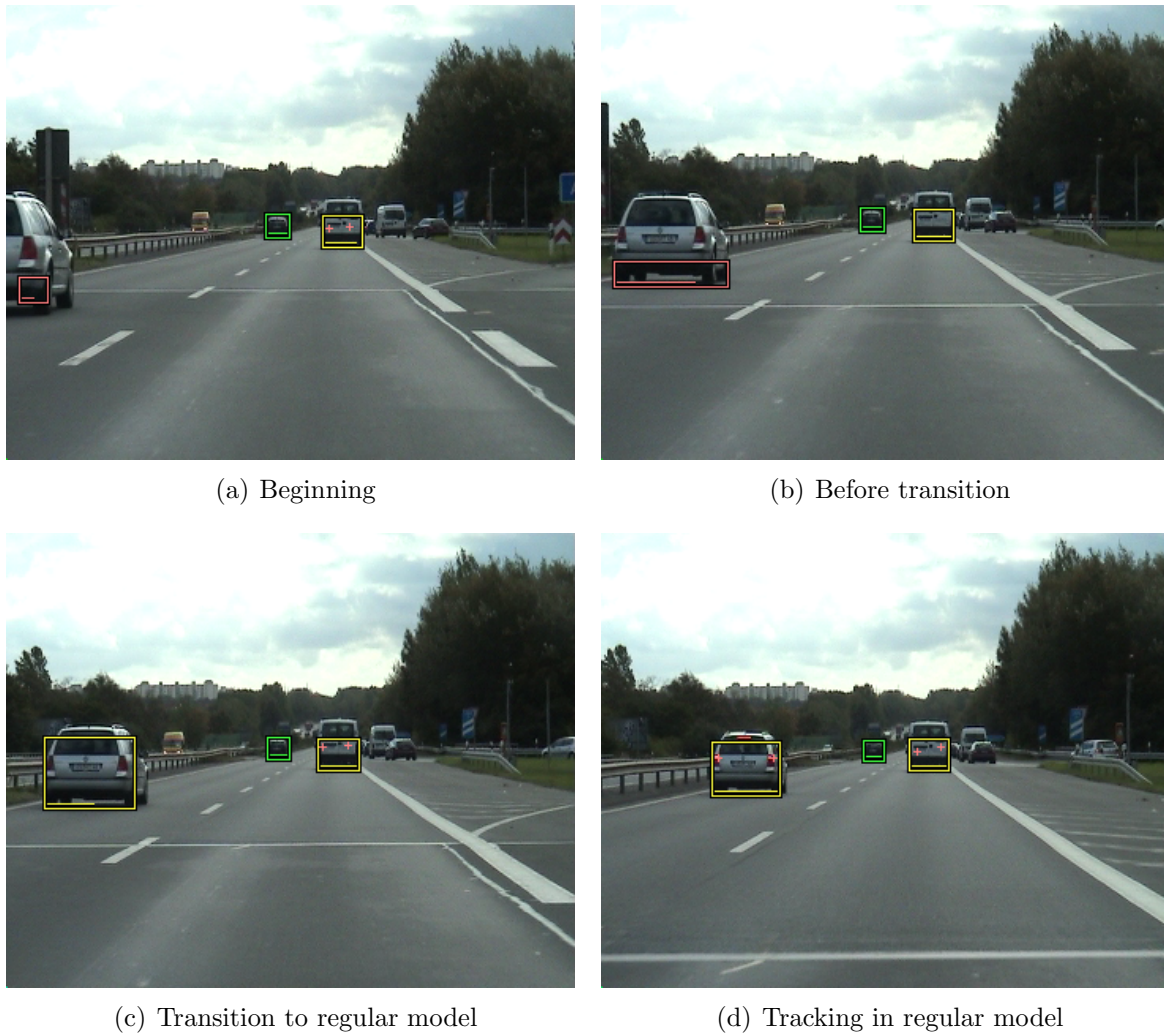 (a) Beginning
(b) Before transition
(c) Transition to regular model
(d) Tracking in regular model